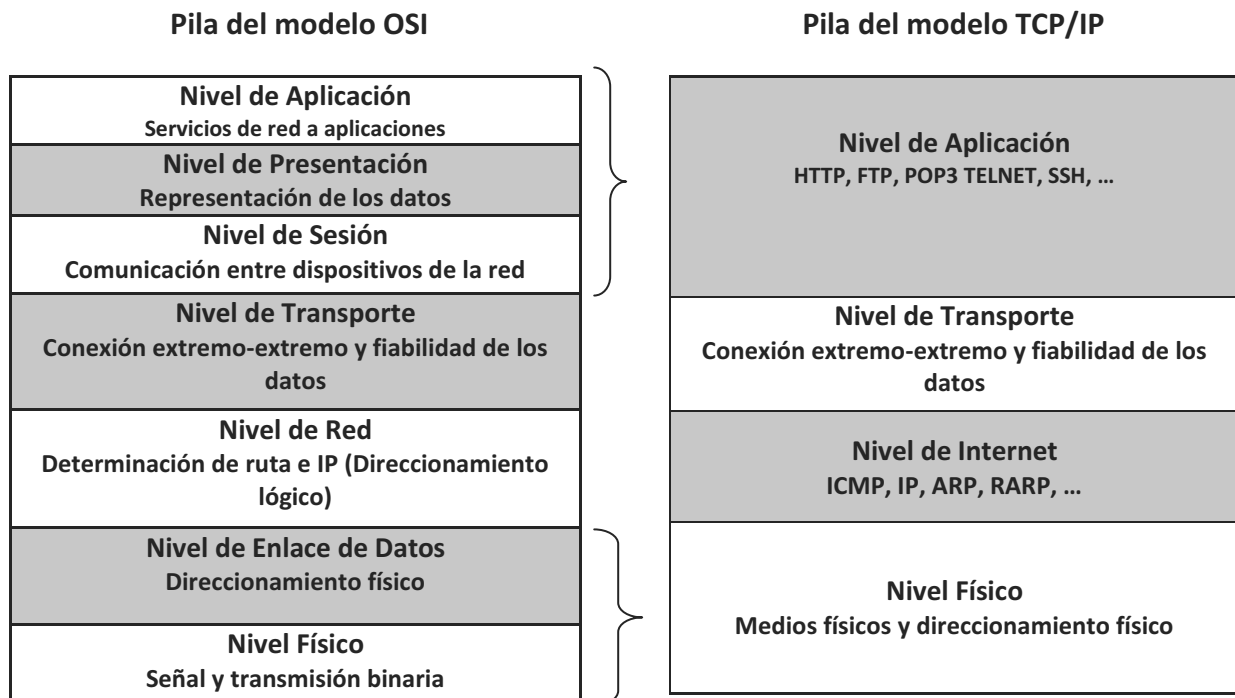 Pila del modelo OSI
Nivel de Aplicación
Servicios de red a aplicaciones
Nivel de Presentación
Representación de los datos
Nivel de Sesión
Comunicación entre dispositivos de la red
Nivel de Transporte
Conexión extremo-extremo y fiabilidad de los
datos
Nivel de Red
Determinación de ruta e IP (Direccionamiento
lógico)
Nivel de Enlace de Datos
Direccionamiento físico
Nivel Físico
Señal y transmisión binaria
Pila del modelo TCP/IP
Nivel de Aplicación
HTTP, FTP, POP3 TELNET, SSH, ...
Nivel de Transporte
Conexión extremo-extremo y fiabilidad de los
datos
Nivel de Internet
ICMP, IP, ARP, RARP, ...
Nivel Físico
Medios físicos y direccionamiento físico